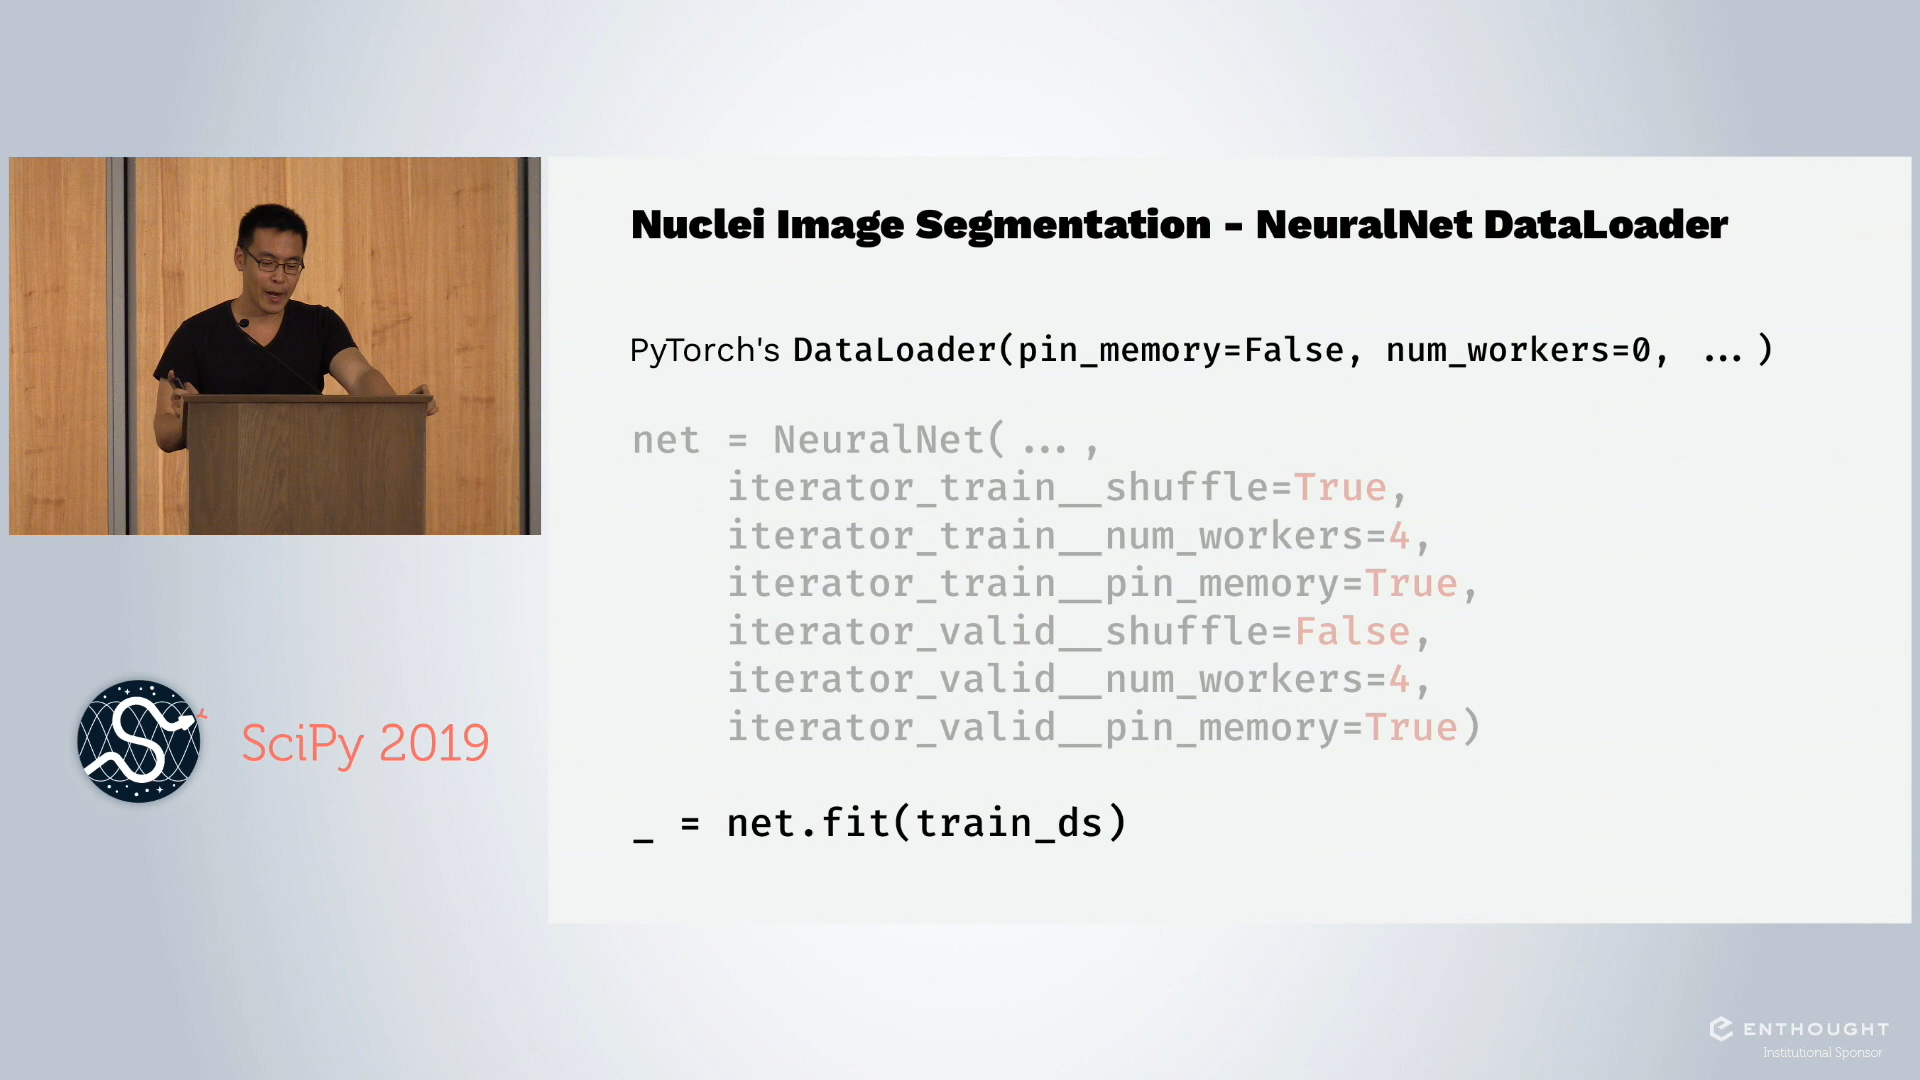 Nuclei Image Segmentation - NeuralNet DataLoader
PyTorch's DataLoader(pin_memory=False, num_workers=0, ...)
net = NeuralNet(...,
    iterator_train__shuffle=True,
    iterator_train__num_workers=4,
    iterator_train__pin_memory=True,
    iterator_valid__shuffle=False,
    iterator_valid__num_workers=4,
    iterator_valid__pin_memory=True)
_ = net.fit(train_ds)
SciPy 2019
ENTHOUGHT
Institutional Sponsor